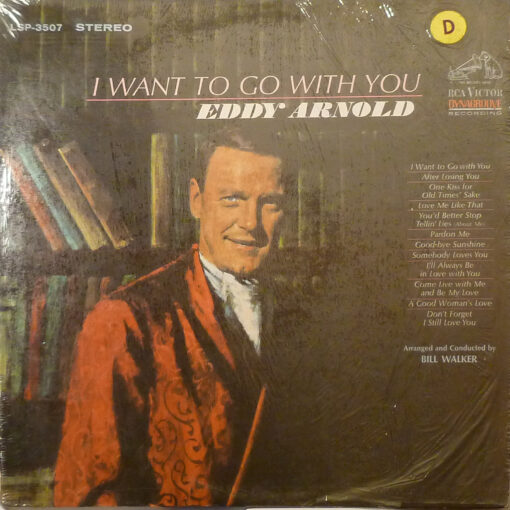 LSP-3507 STEREO
D
I WANT TO GO WITH YOU
EDDY ARNOLD
RCA VICTOR
DYNAGROOVE
RECORDING
I Want to Go with You
After Losing You
One Kiss for
Old Times' Sake
Love Me Like That
You'd Better Stop
Tellin' Lies (About Me)
Pardon Me
Good-bye Sunshine
Somebody Loves You
I'll Always Be
in Love with You
Come Live with Me
and Be My Love
A Good Woman's Love
Don't Forget
I Still Love You
Arranged and Conducted by
BILL WALKER